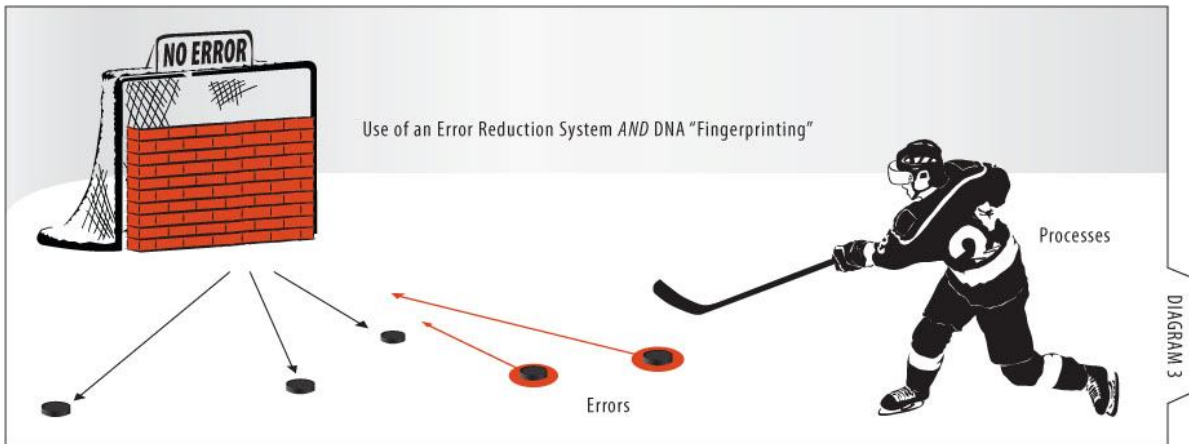 NO ERROR
Use of an Error Reduction System AND DNA “Fingerprinting”
Processes
Errors
DIAGRAM 3